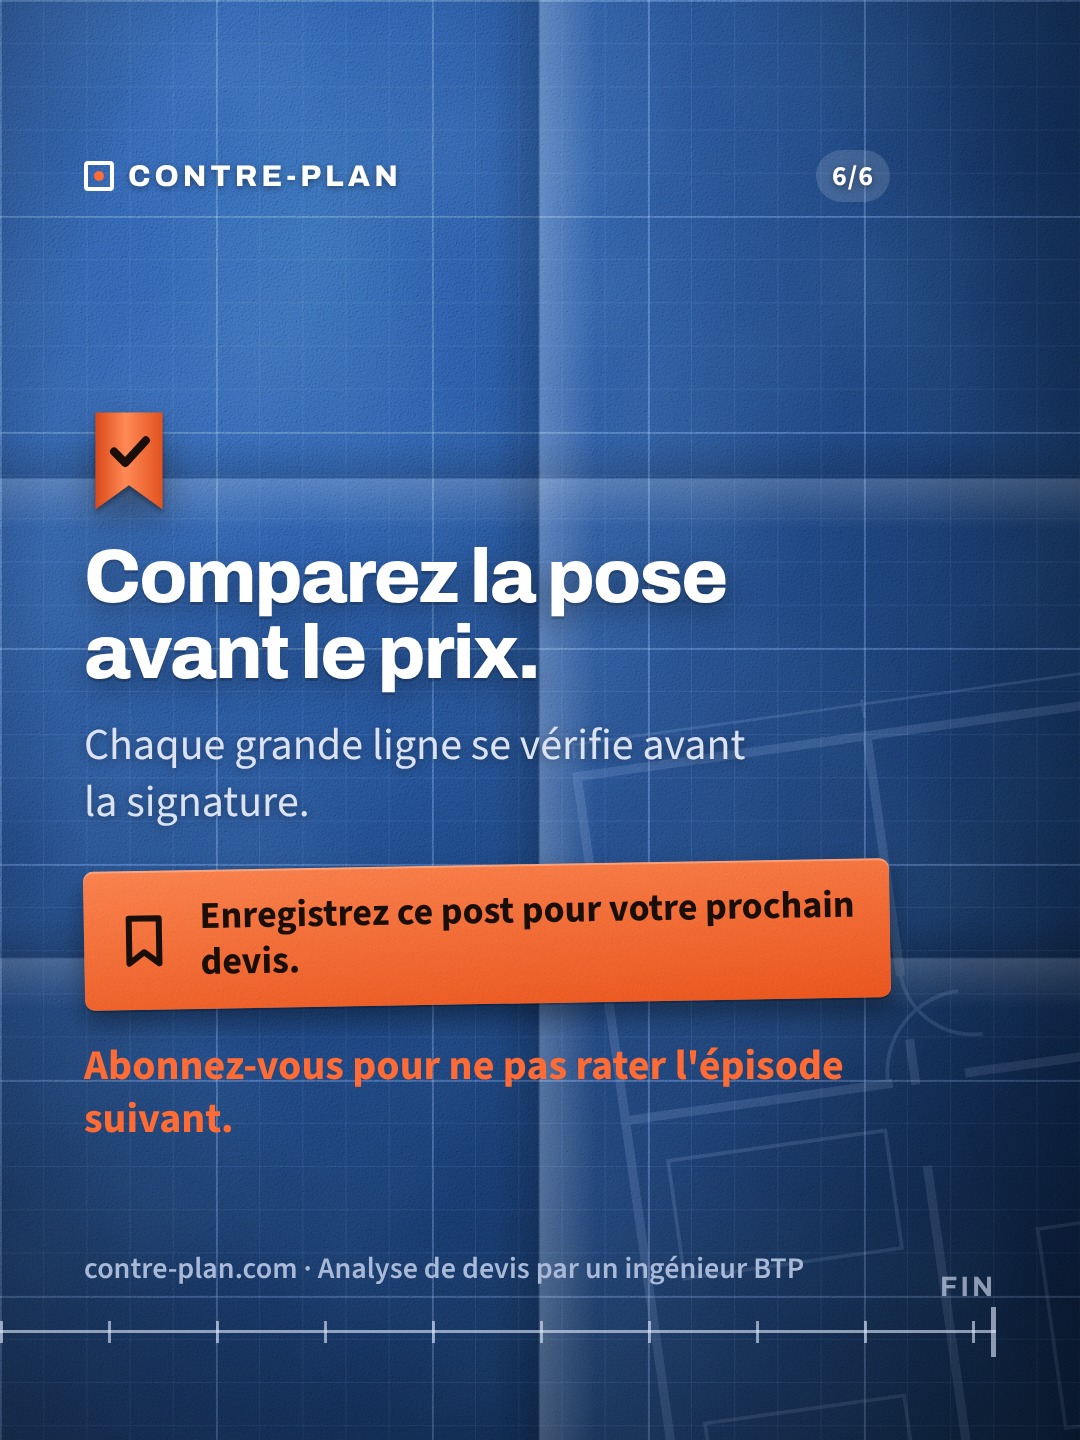 CONTRE-PLAN
6/6
Comparez la pose
avant le prix.
Chaque grande ligne se vérifie avant
la signature.
Enregistrez ce post pour votre prochain
devis.
Abonnez-vous pour ne pas rater l'épisode
suivant.
contre-plan.com · Analyse de devis par un ingénieur BTP
FIN